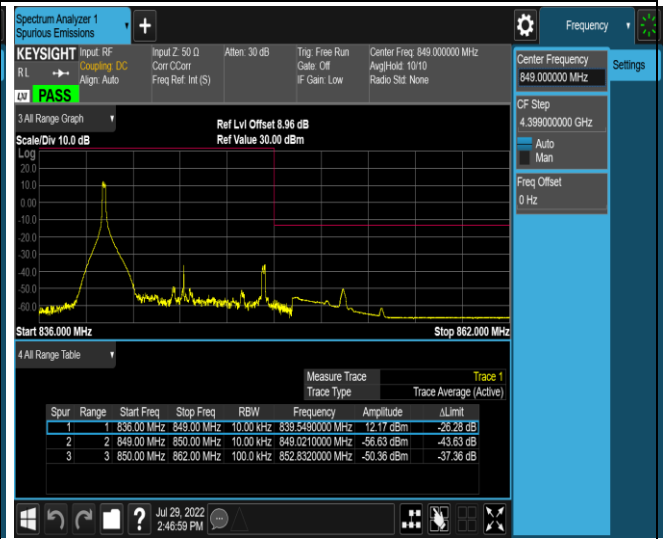 Spectrum Analyzer 1
Spurious Emissions
+
Frequency
KEYSIGHT Input: RF Input Z: 50 Ω Atten: 30 dB Trig: Free Run Center Freq: 849.000000 MHz
RL Coupling: DC Corr CCorr Gate: Off Avg|Hold: 10/10
Align: Auto Freq Ref: Int (S) IF Gain: Low Radio Std: None
LXI PASS
Center Frequency
849.000000 MHz
Settings
CF Step
4.399000000 GHz
Auto
Man
Freq Offset
0 Hz
3 All Range Graph
Ref Lvl Offset 8.96 dB
Scale/Div 10.0 dB Ref Value 30.00 dBm
Log
20.0
10.0
0.00
-10.0
-20.0
-30.0
-40.0
-50.0
-60.0
Start 836.000 MHz Stop 862.000 MHz
4 All Range Table
Measure Trace Trace 1
Trace Type Trace Average (Active)
Spur Range Start Freq Stop Freq RBW Frequency Amplitude ΔLimit
1 1 836.00 MHz 849.00 MHz 10.00 kHz 839.5490000 MHz 12.17 dBm -26.28 dB
2 2 849.00 MHz 850.00 MHz 10.00 kHz 849.0210000 MHz -56.63 dBm -43.63 dB
3 3 850.00 MHz 862.00 MHz 100.0 kHz 852.8320000 MHz -50.36 dBm -37.36 dB
? Jul 29, 2022
2:46:59 PM